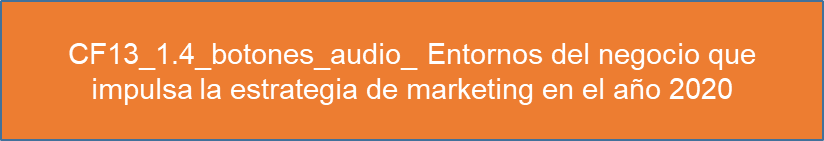 CF13_1.4_botones_audio_ Entornos del negocio que
impulsa la estrategia de marketing en el año 2020